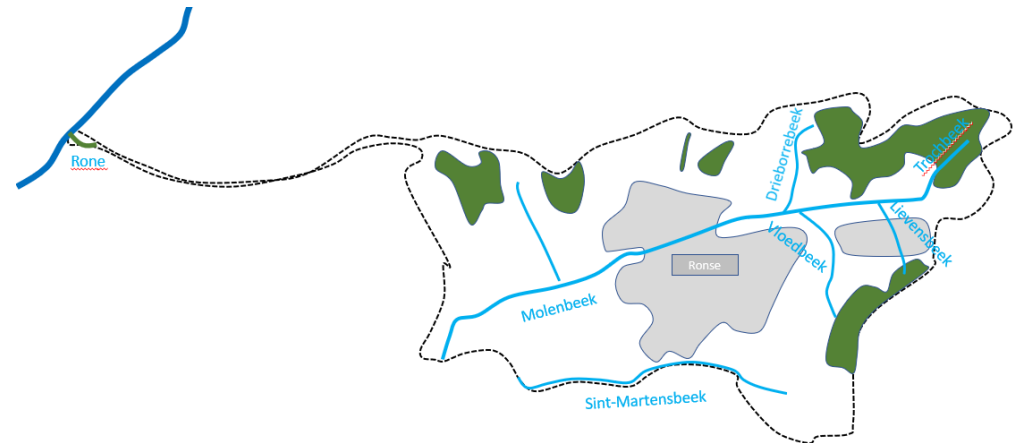 Rone
Drieborrebeek
Trochbeek
Lievensbeek
Vloedbeek
Ronse
Molenbeek
Sint-Martensbeek